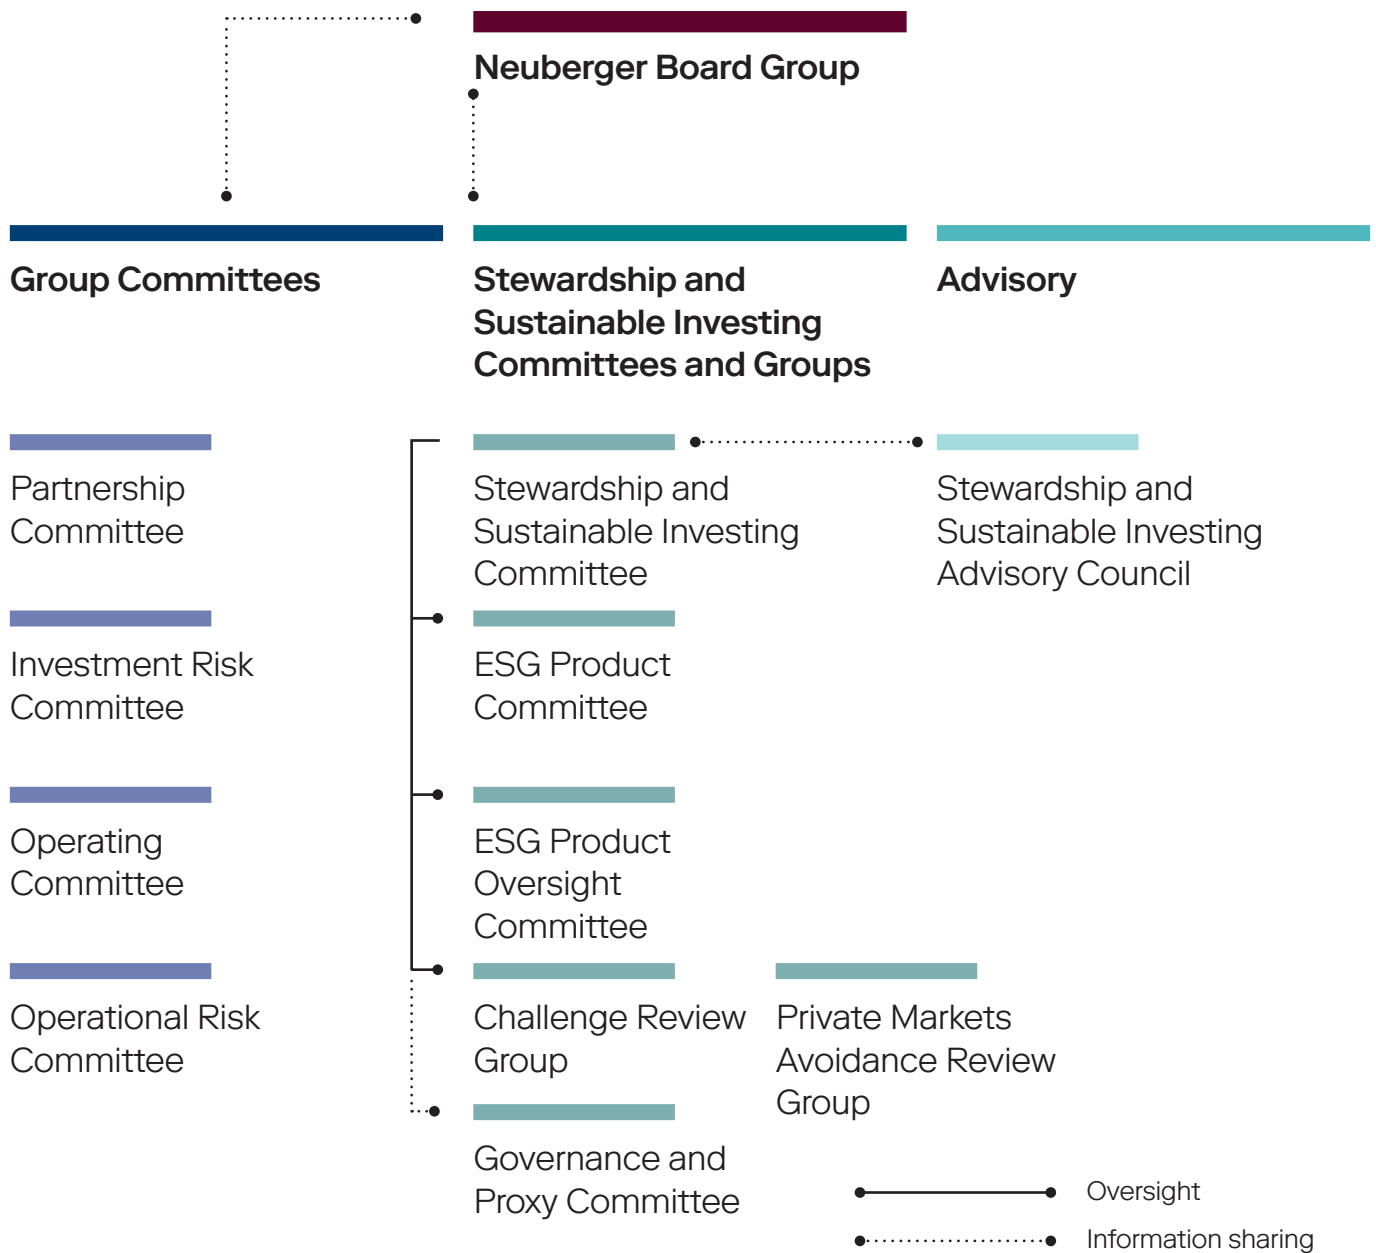 Neuberger Board Group
Group Committees
Stewardship and
Sustainable Investing
Committees and Groups
Advisory
Partnership
Committee
Stewardship and
Sustainable Investing
Committee
Stewardship and
Sustainable Investing
Advisory Council
Investment Risk
Committee
ESG Product
Committee
Operating
Committee
ESG Product
Oversight
Committee
Operational Risk
Committee
Challenge Review
Group
Private Markets
Avoidance Review
Group
Governance and
Proxy Committee
Oversight
Information sharing